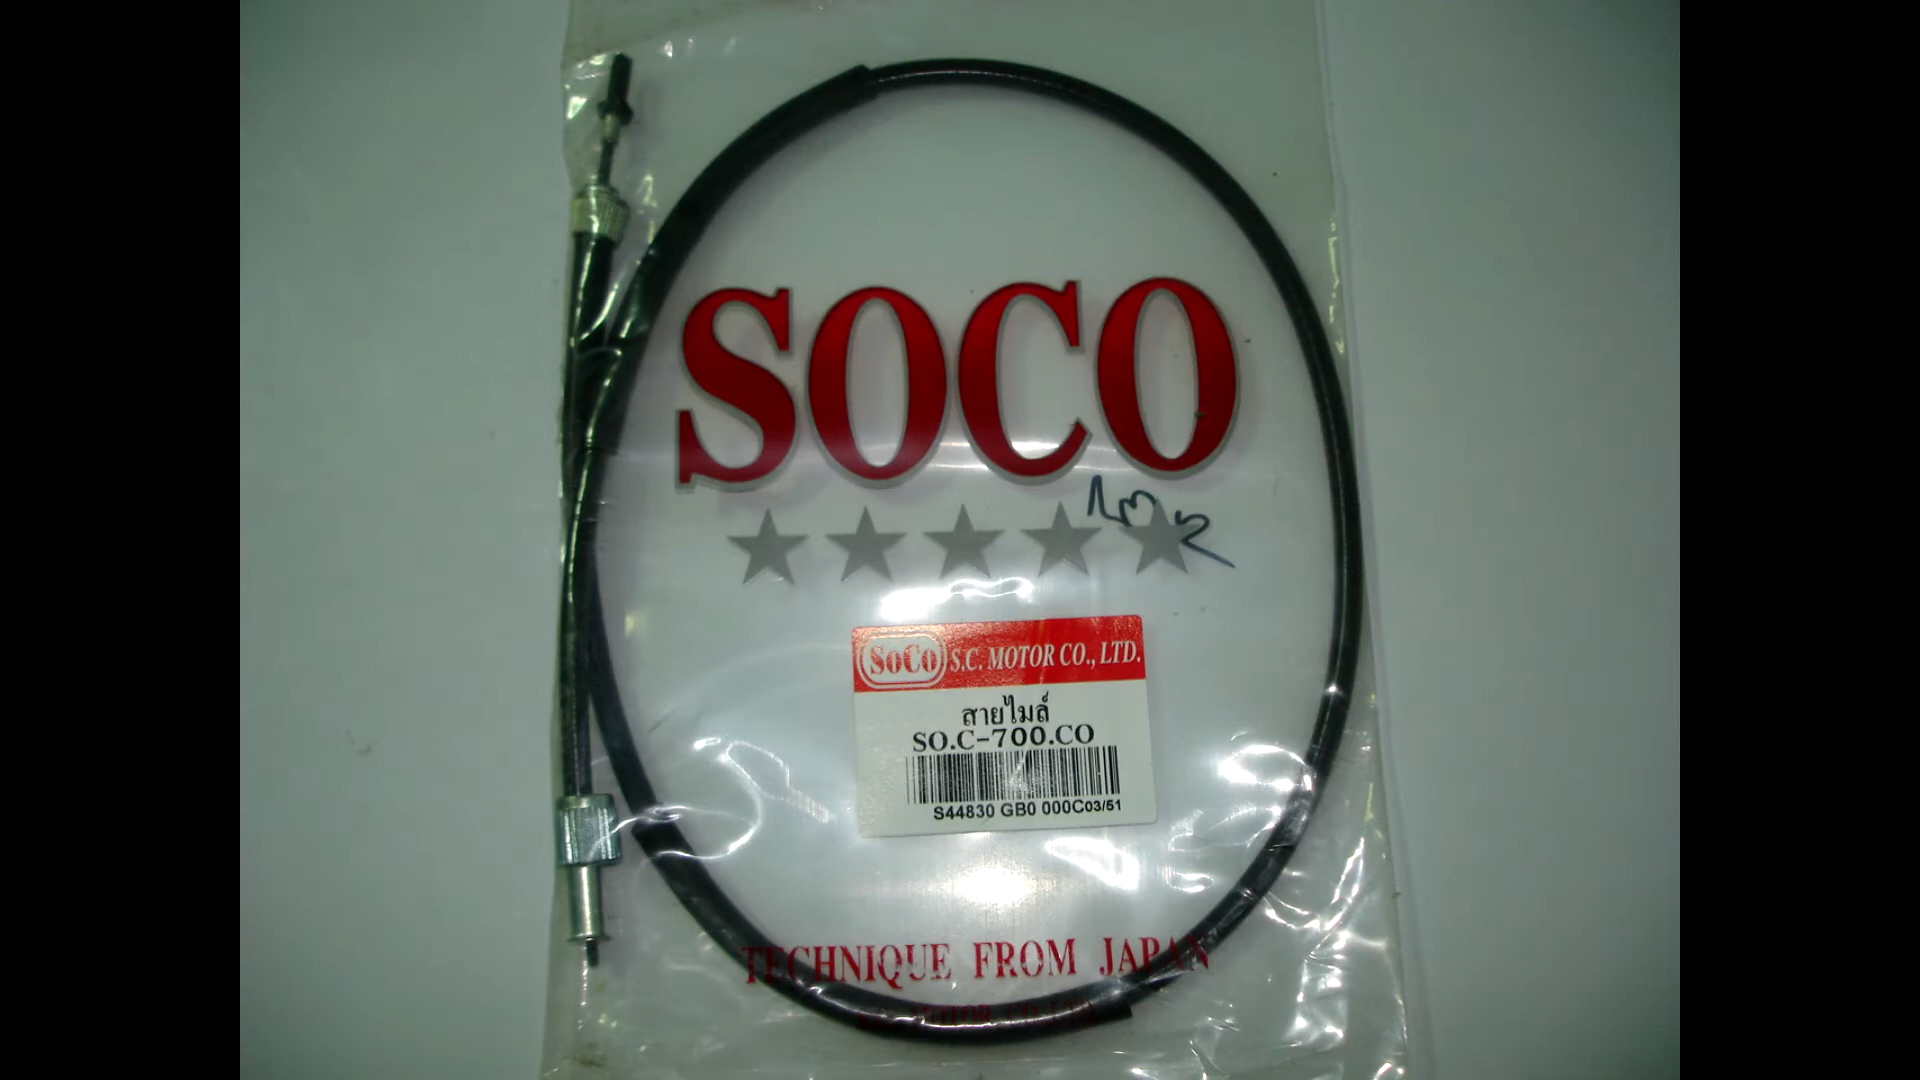 SOCO
SoCo S.C. MOTOR CO., LTD.
สายไมล์
SO.C-700.CO
S44830 GB0 000C03/51
TECHNIQUE FROM JAPAN